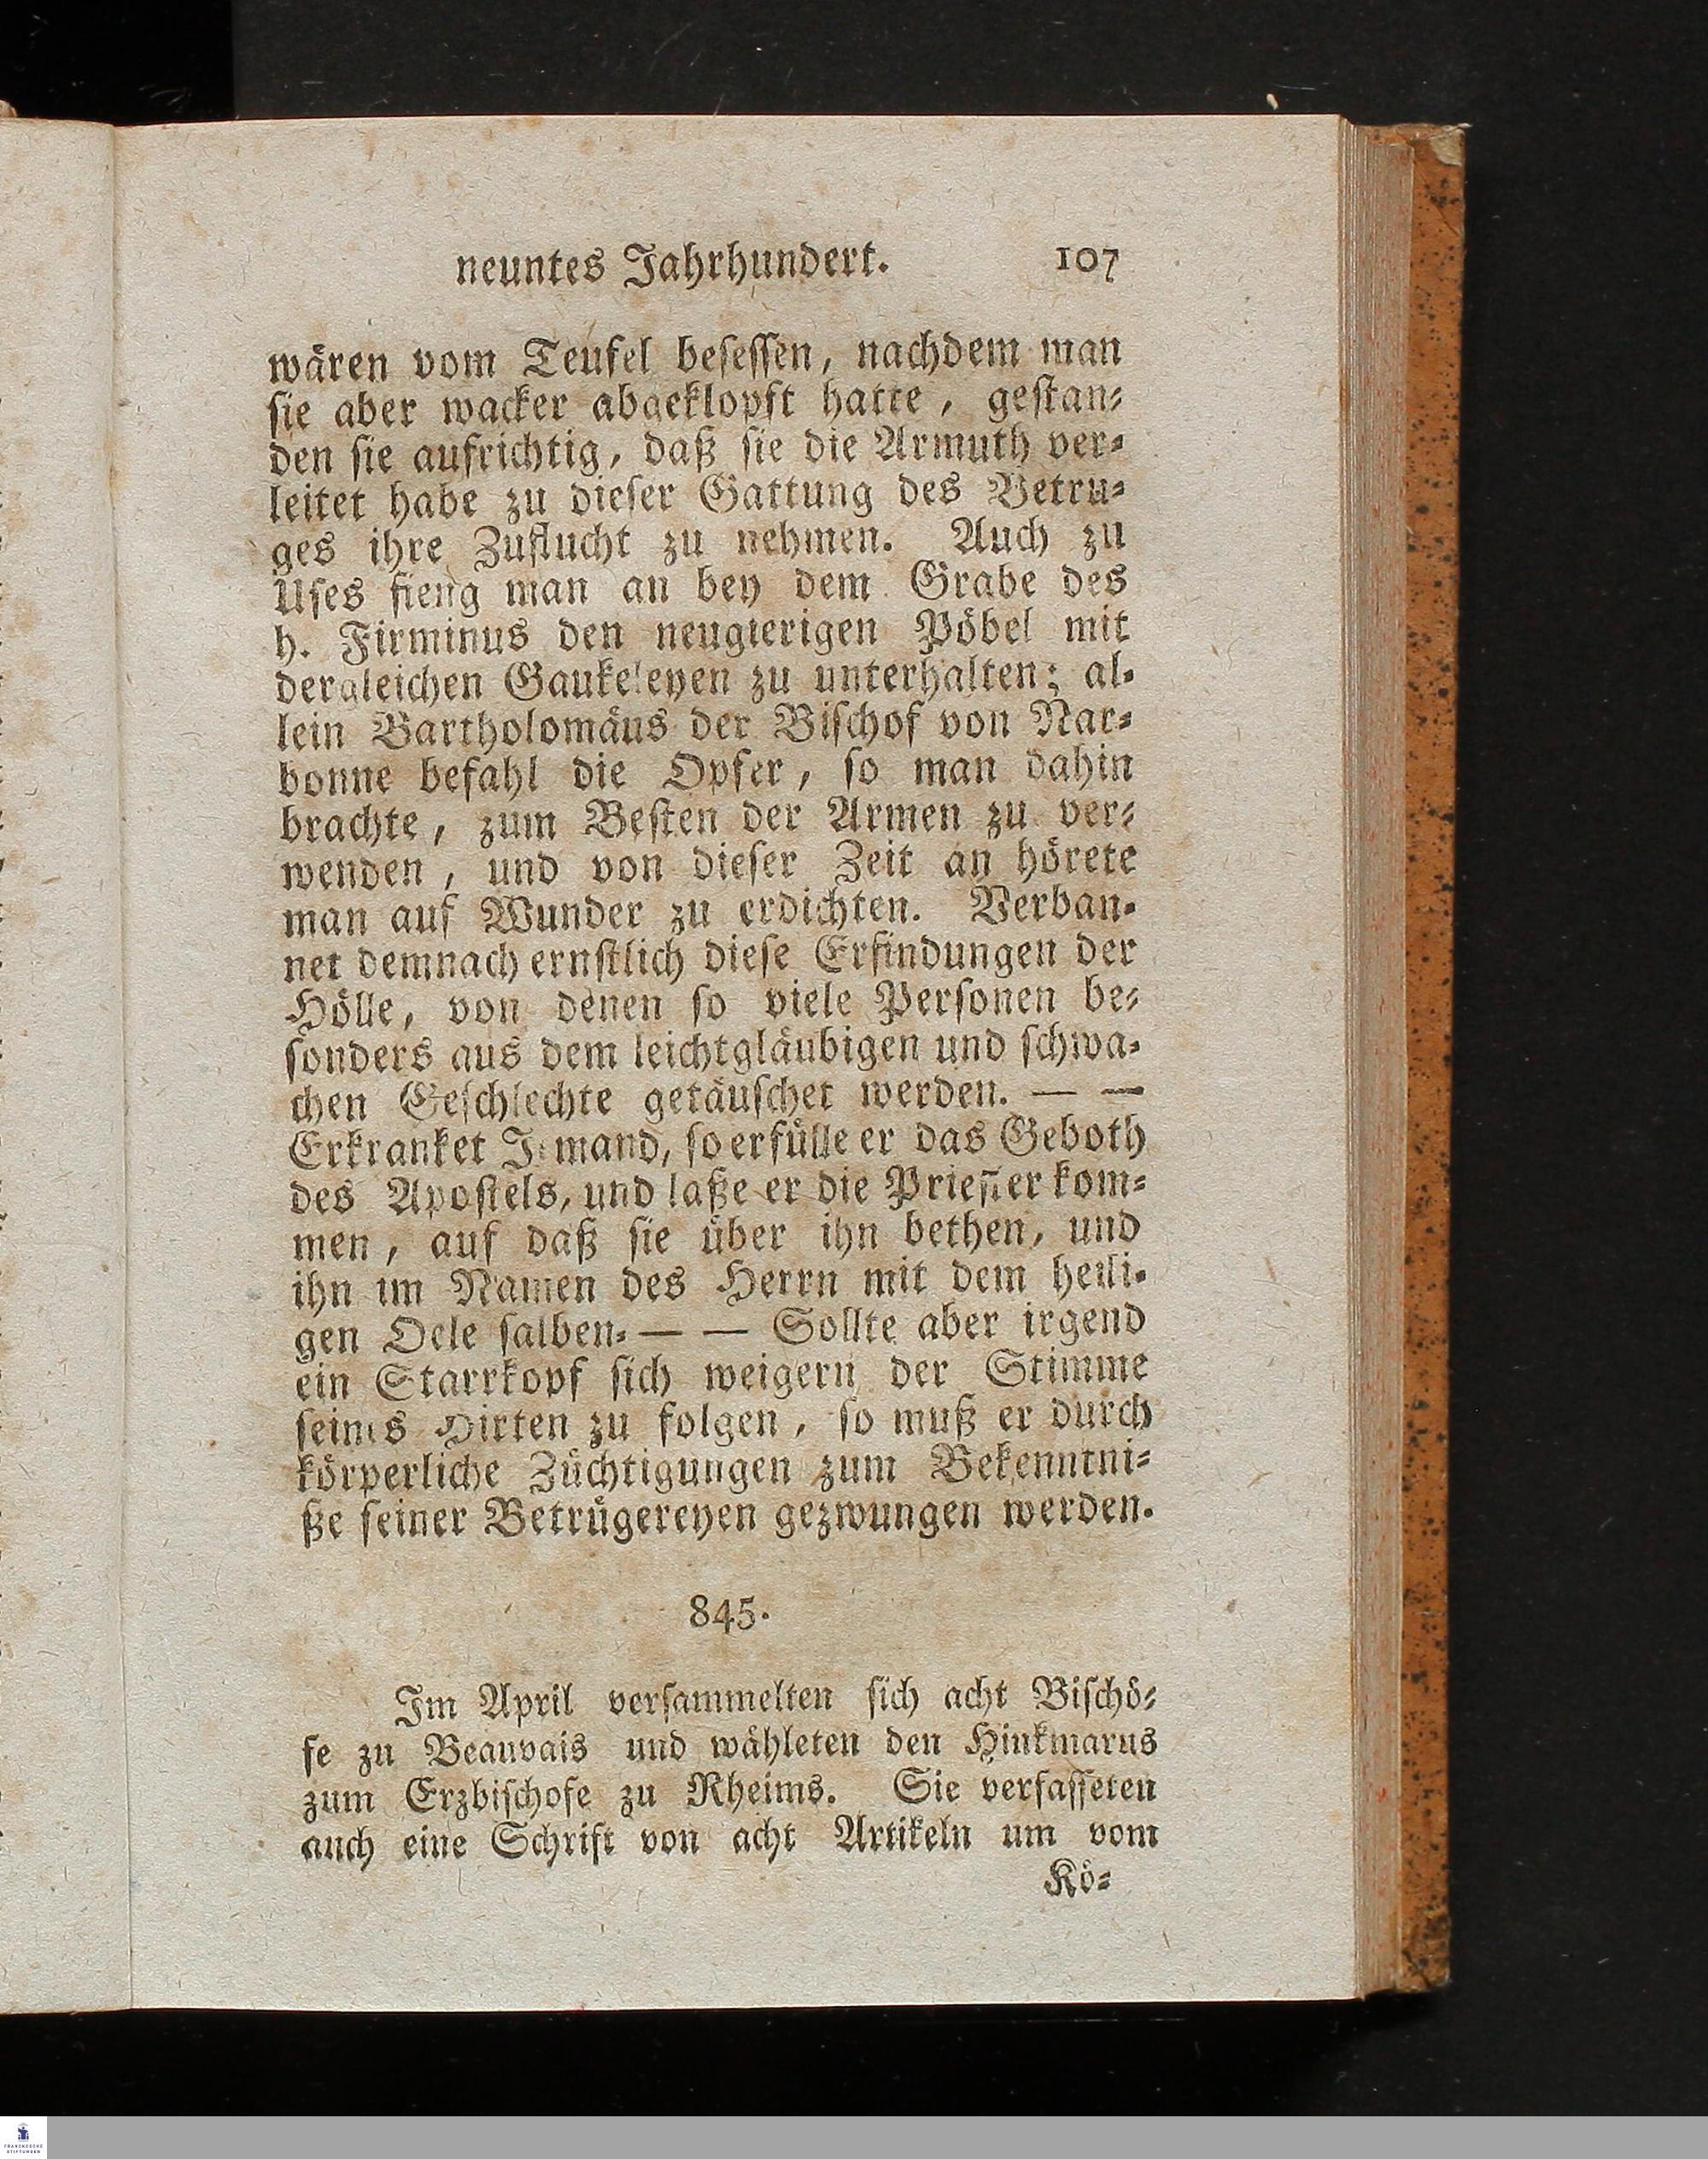 neuntes Jahrhundert. 107
wären vom Teufel besessen, nachdem man
sie aber wacker abgeklopft hatte, gestan-
den sie aufrichtig, daß sie die Armuth ver-
leitet habe zu dieser Gattung des Betru-
ges ihre Zuflucht zu nehmen. Auch zu
Uses fieng man an bey dem Grabe des
h. Firminus den neugierigen Pöbel mit
dergleichen Gaukeleyen zu unterhalten; al-
lein Bartholomäus der Bischof von Nar-
bonne befahl die Opfer, so man dahin
brachte, zum Besten der Armen zu ver-
wenden, und von dieser Zeit an hörete
man auf Wunder zu erdichten. Verban-
net demnach ernstlich diese Erfindungen der
Hölle, von denen so viele Personen be-
sonders aus dem leichtgläubigen und schwa-
chen Geschlechte getäuschet werden. — —
Erkranket Jemand, so erfülle er das Geboth
des Apostels, und laße er die Priester kom-
men, auf daß sie über ihn bethen, und
ihn im Namen des Herrn mit dem heili-
gen Oele salben. — — Sollte aber irgend
ein Starrkopf sich weigern der Stimme
seines Hirten zu folgen, so muß er durch
körperliche Züchtigungen zum Bekenntni-
ße seiner Betrügereyen gezwungen werden.
845.
Im April versammelten sich acht Bischö-
fe zu Beauvais und wähleten den Hinkmarus
zum Erzbischofe zu Rheims. Sie verfasseten
auch eine Schrift von acht Artikeln um vom
Kö-
FRANCKESCHE
STIFTUNGEN